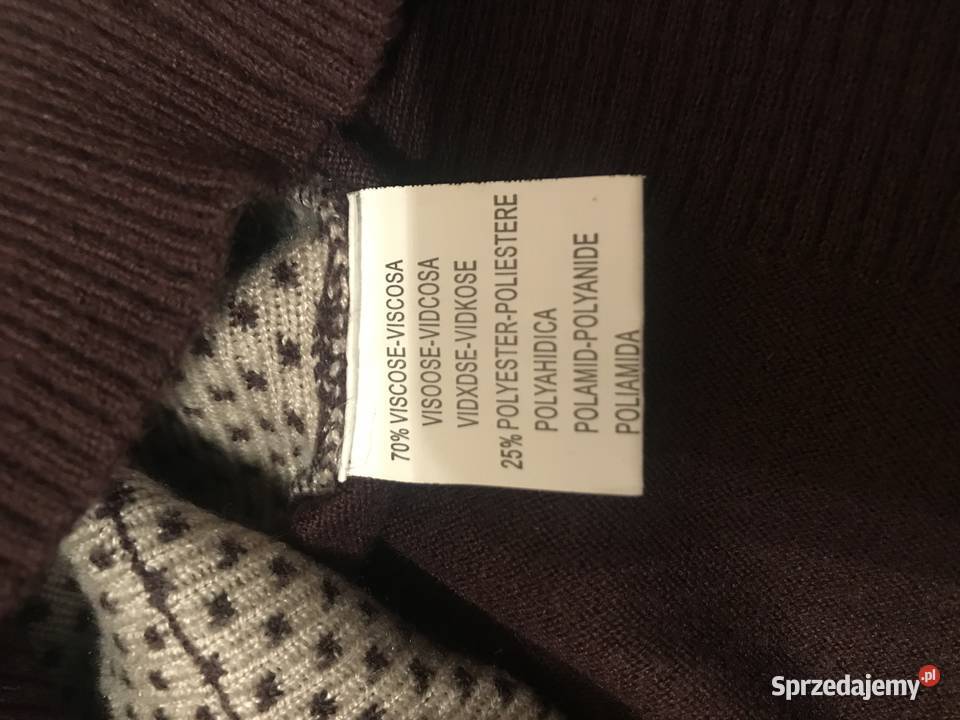 70% VISCOSE-VISCOSA
VISOOSE-VIDCOSA
VIDXDSE-VIDKOSE
25% POLYESTER-POLIESTERE
POLYAHIDICA
POLAMID-POLYANIDE
POLIAMIDA
Sprzedajemy.pl